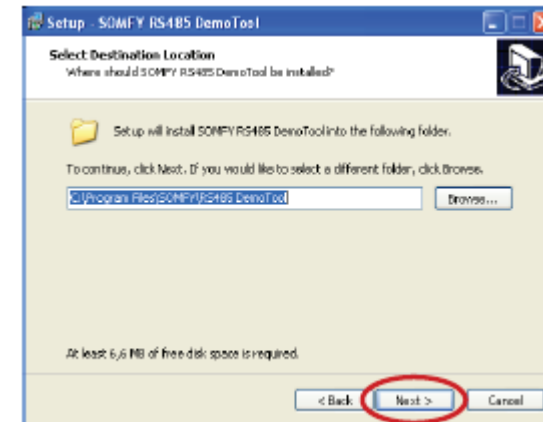 Setup - SOMFY RS485 DemoTool
Select Destination Location
Where should SOMFY RS485 DemoTool be installed?
Setup will install SOMFY RS485 DemoTool into the following folder.
To continue, click Next. If you would like to select a different folder, click Browse.
C:\Program Files\SOMFY\RS485 DemoTool
Browse...
At least 6,6 MB of free disk space is required.
< Back
Next >
Cancel